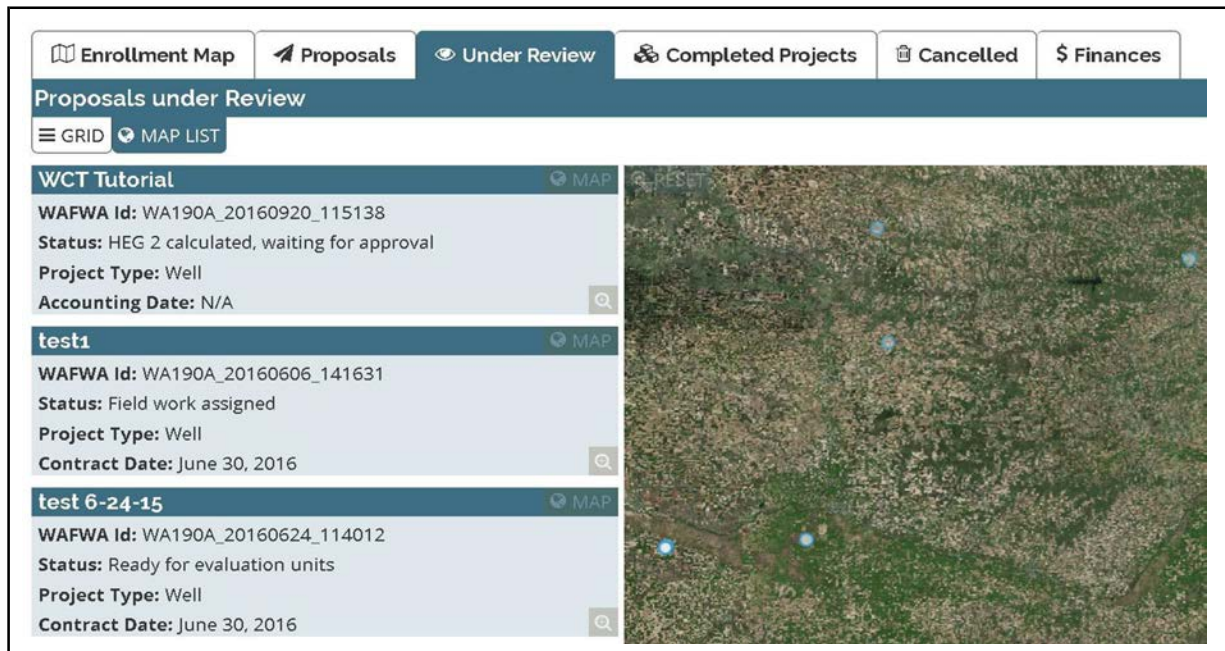 Enrollment Map Proposals Under Review Completed Projects Cancelled $ Finances
Proposals under Review
GRID MAP LIST
WCT Tutorial MAP
WAFWA Id: WA190A_20160920_115138
Status: HEG 2 calculated, waiting for approval
Project Type: Well
Accounting Date: N/A
test1 MAP
WAFWA Id: WA190A_20160606_141631
Status: Field work assigned
Project Type: Well
Contract Date: June 30, 2016
test 6-24-15 MAP
WAFWA Id: WA190A_20160624_114012
Status: Ready for evaluation units
Project Type: Well
Contract Date: June 30, 2016
RESET